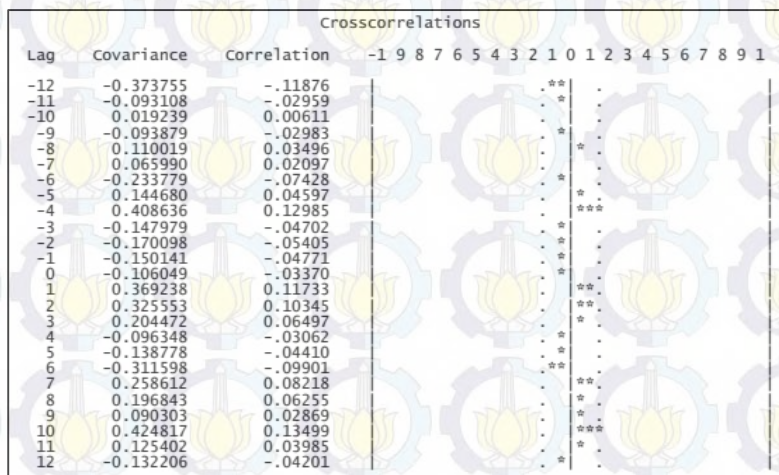 Crosscorrelations
Lag Covariance Correlation -1 9 8 7 6 5 4 3 2 1 0 1 2 3 4 5 6 7 8 9 1
-12 -0.373755 -.11876 | .**| . |
-11 -0.093108 -.02959 | . *| . |
-10 0.019239 0.00611 | . | . |
-9 -0.093879 -.02983 | . *| . |
-8 0.110019 0.03496 | . |* . |
-7 0.065990 0.02097 | . | . |
-6 -0.233779 -.07428 | . *| . |
-5 0.144680 0.04597 | . |* . |
-4 0.408636 0.12985 | . |*** |
-3 -0.147979 -.04702 | . *| . |
-2 -0.170098 -.05405 | . *| . |
-1 -0.150141 -.04771 | . *| . |
0 -0.106049 -.03370 | . *| . |
1 0.369238 0.11733 | . |**. |
2 0.325553 0.10345 | . |**. |
3 0.204472 0.06497 | . |* . |
4 -0.096348 -.03062 | . *| . |
5 -0.138778 -.04410 | . *| . |
6 -0.311598 -.09901 | .**| . |
7 0.258612 0.08218 | . |**. |
8 0.196843 0.06255 | . |* . |
9 0.090303 0.02869 | . |* . |
10 0.424817 0.13499 | . |*** |
11 0.125402 0.03985 | . |* . |
12 -0.132206 -.04201 | . *| . |